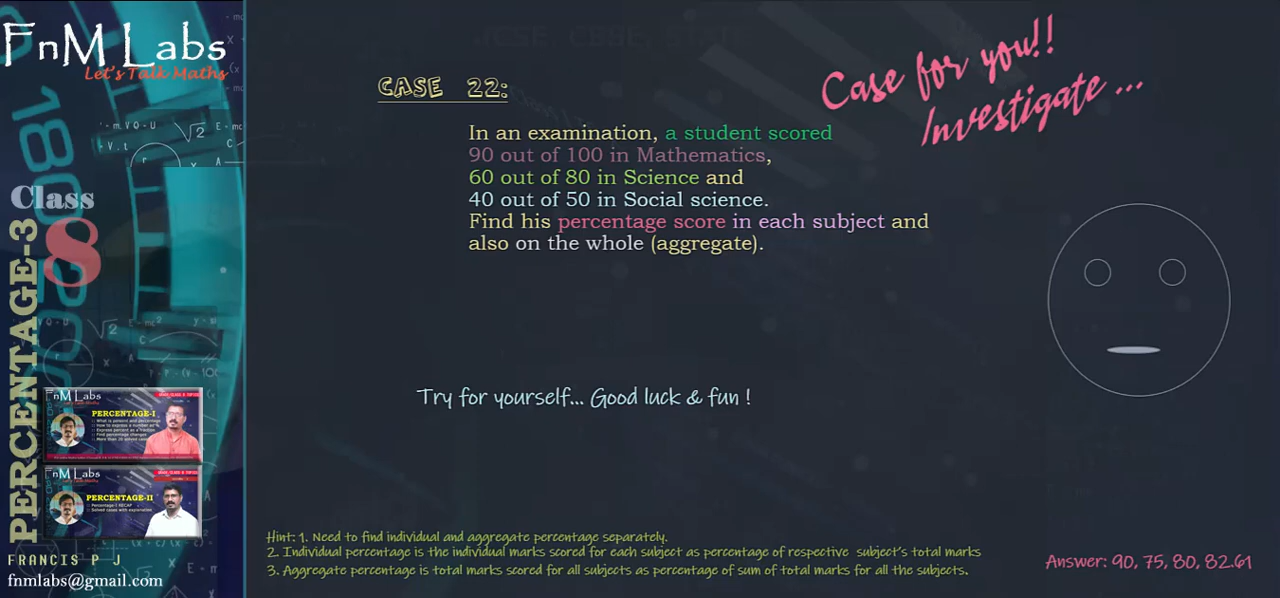 FnM Labs
Let's Talk Maths
Class
8
PERCENTAGE-3
CASE 22:
Case for you!!
Investigate ...
In an examination, a student scored
90 out of 100 in Mathematics,
60 out of 80 in Science and
40 out of 50 in Social science.
Find his percentage score in each subject and
also on the whole (aggregate).
Try for yourself... Good luck & fun !
FnM Labs
PERCENTAGE-I
FnM Labs
PERCENTAGE-II
FRANCIS P J
fnmlabs@gmail.com
Hint: 1. Need to find individual and aggregate percentage separately.
2. Individual percentage is the individual marks scored for each subject as percentage of respective subject's total marks
3. Aggregate percentage is total marks scored for all subjects as percentage of sum of total marks for all the subjects.
Answer: 90, 75, 80, 82.61